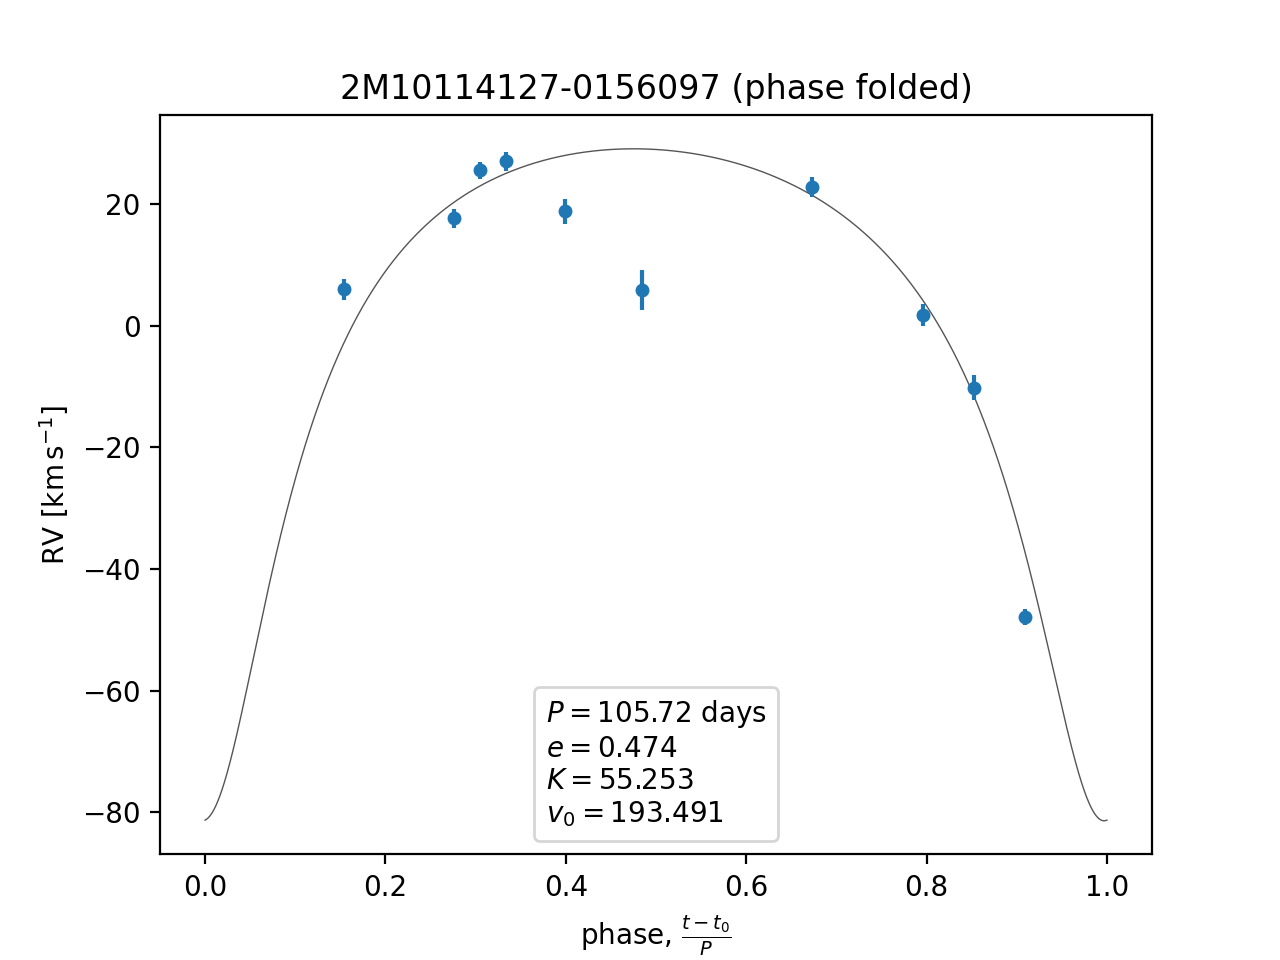 2M10114127-0156097 (phase folded)
RV [km s⁻¹]
20
0
−20
−40
−60
−80
P = 105.72 days
e = 0.474
K = 55.253
v₀ = 193.491
0.0 0.2 0.4 0.6 0.8 1.0
phase, (t − t₀)/P